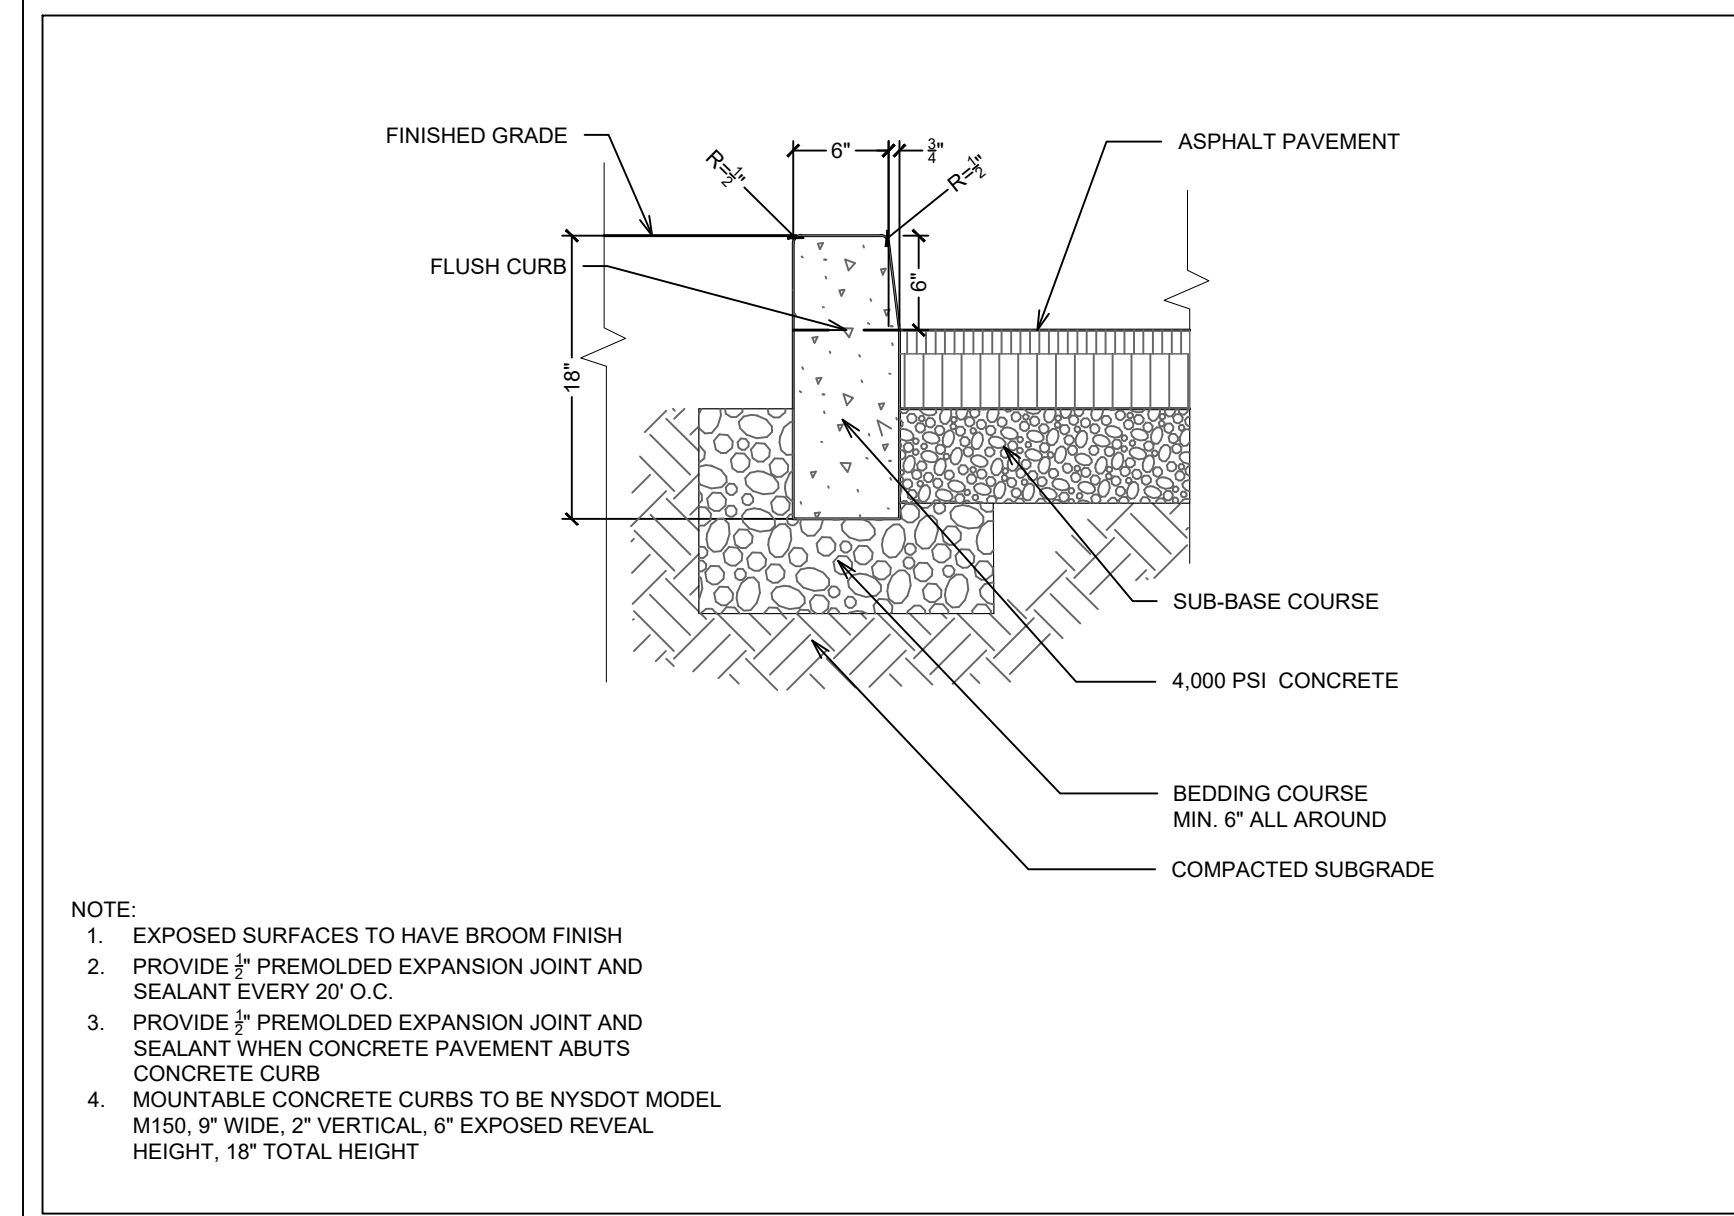 FINISHED GRADE
6"
3/4"
R=1/2"
R=1/2"
ASPHALT PAVEMENT
FLUSH CURB
6"
18"
SUB-BASE COURSE
4,000 PSI  CONCRETE
BEDDING COURSE
MIN. 6" ALL AROUND
COMPACTED SUBGRADE
NOTE:
1. EXPOSED SURFACES TO HAVE BROOM FINISH
2. PROVIDE 1/2" PREMOLDED EXPANSION JOINT AND
SEALANT EVERY 20' O.C.
3. PROVIDE 1/2" PREMOLDED EXPANSION JOINT AND
SEALANT WHEN CONCRETE PAVEMENT ABUTS
CONCRETE CURB
4. MOUNTABLE CONCRETE CURBS TO BE NYSDOT MODEL
M150, 9" WIDE, 2" VERTICAL, 6" EXPOSED REVEAL
HEIGHT, 18" TOTAL HEIGHT